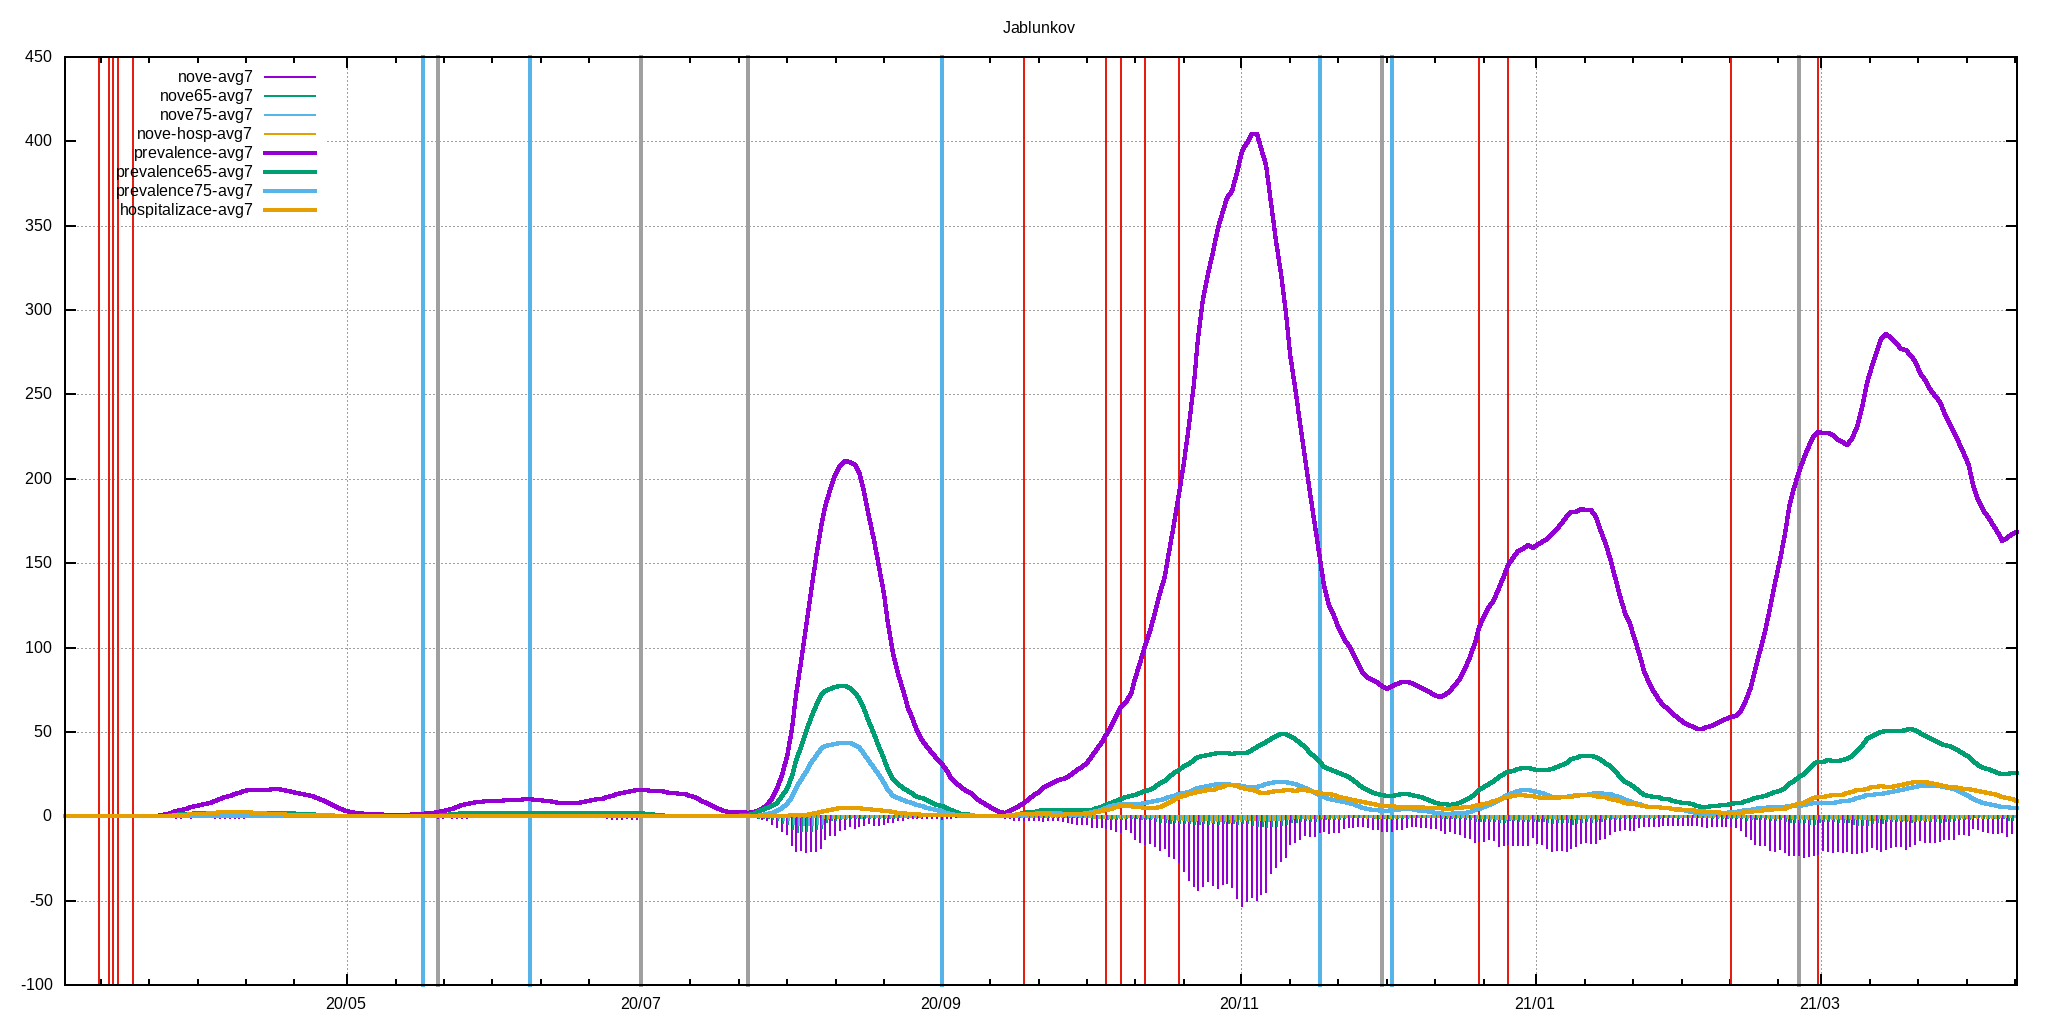 Jablunkov
450
400
350
300
250
200
150
100
50
0
-50
-100
nove-avg7
nove65-avg7
nove75-avg7
nove-hosp-avg7
prevalence-avg7
prevalence65-avg7
prevalence75-avg7
hospitalizace-avg7
20/05 20/07 20/09 20/11 21/01 21/03